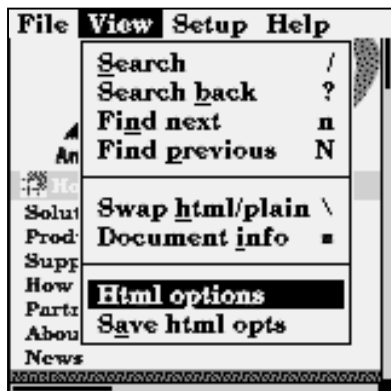 File View Setup Help
Search /
Search back ?
Find next n
Find previous N
Swap html/plain \
Document info
Html options
Save html opts
How
News